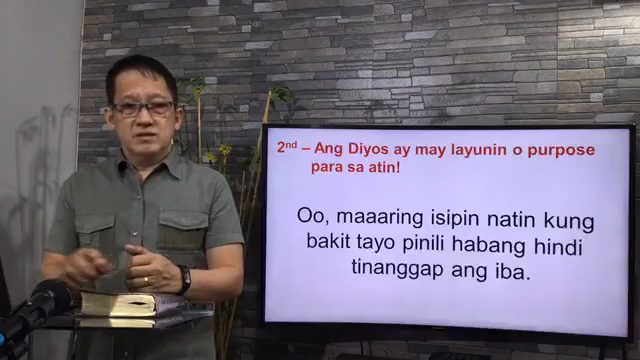 2nd – Ang Diyos ay may layunin o purpose
para sa atin!
Oo, maaaring isipin natin kung
bakit tayo pinili habang hindi
tinanggap ang iba.